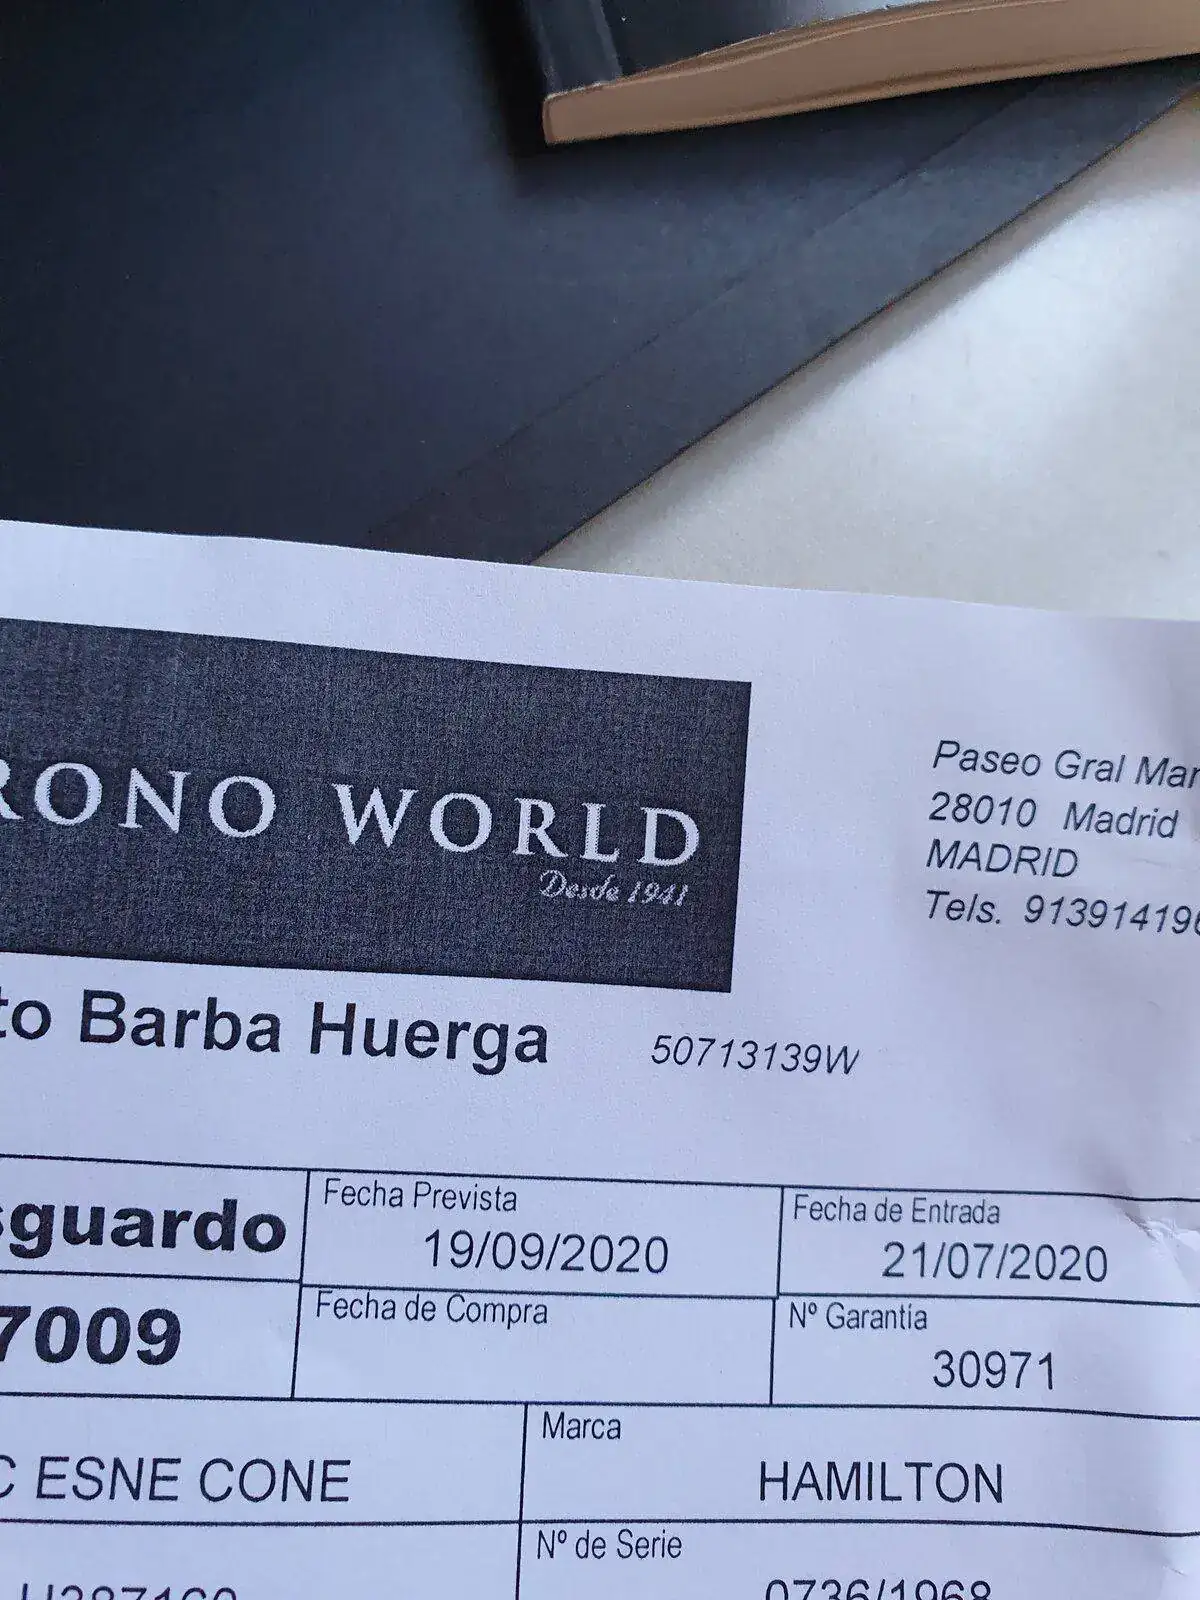 RONO WORLD
Desde 1941
Paseo Gral Mar
28010 Madrid
MADRID
Tels. 91391419
to Barba Huerga 50713139W
sguardo
Fecha Prevista
19/09/2020
Fecha de Entrada
21/07/2020
7009
Fecha de Compra
Nº Garantía
30971
C ESNE CONE
Marca
HAMILTON
Nº de Serie
0736/1968